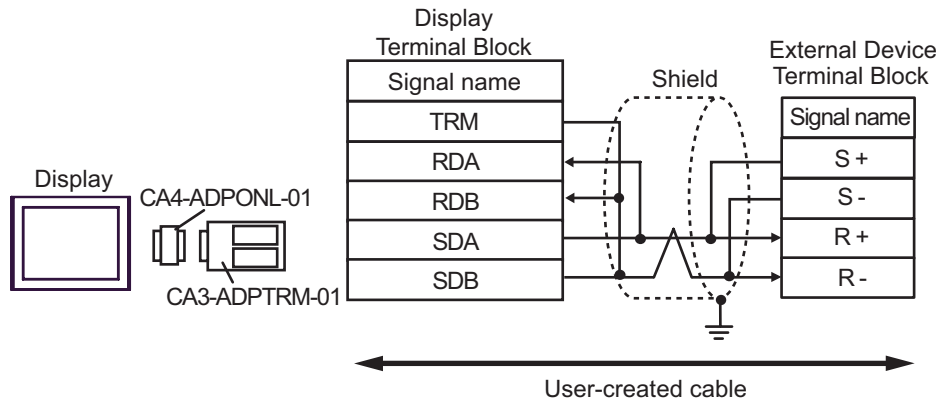 Display
Terminal Block
Signal name
TRM
RDA
RDB
SDA
SDB
Shield
External Device
Terminal Block
Signal name
S +
S -
R +
R -
Display
CA4-ADPONL-01
CA3-ADPTRM-01
User-created cable